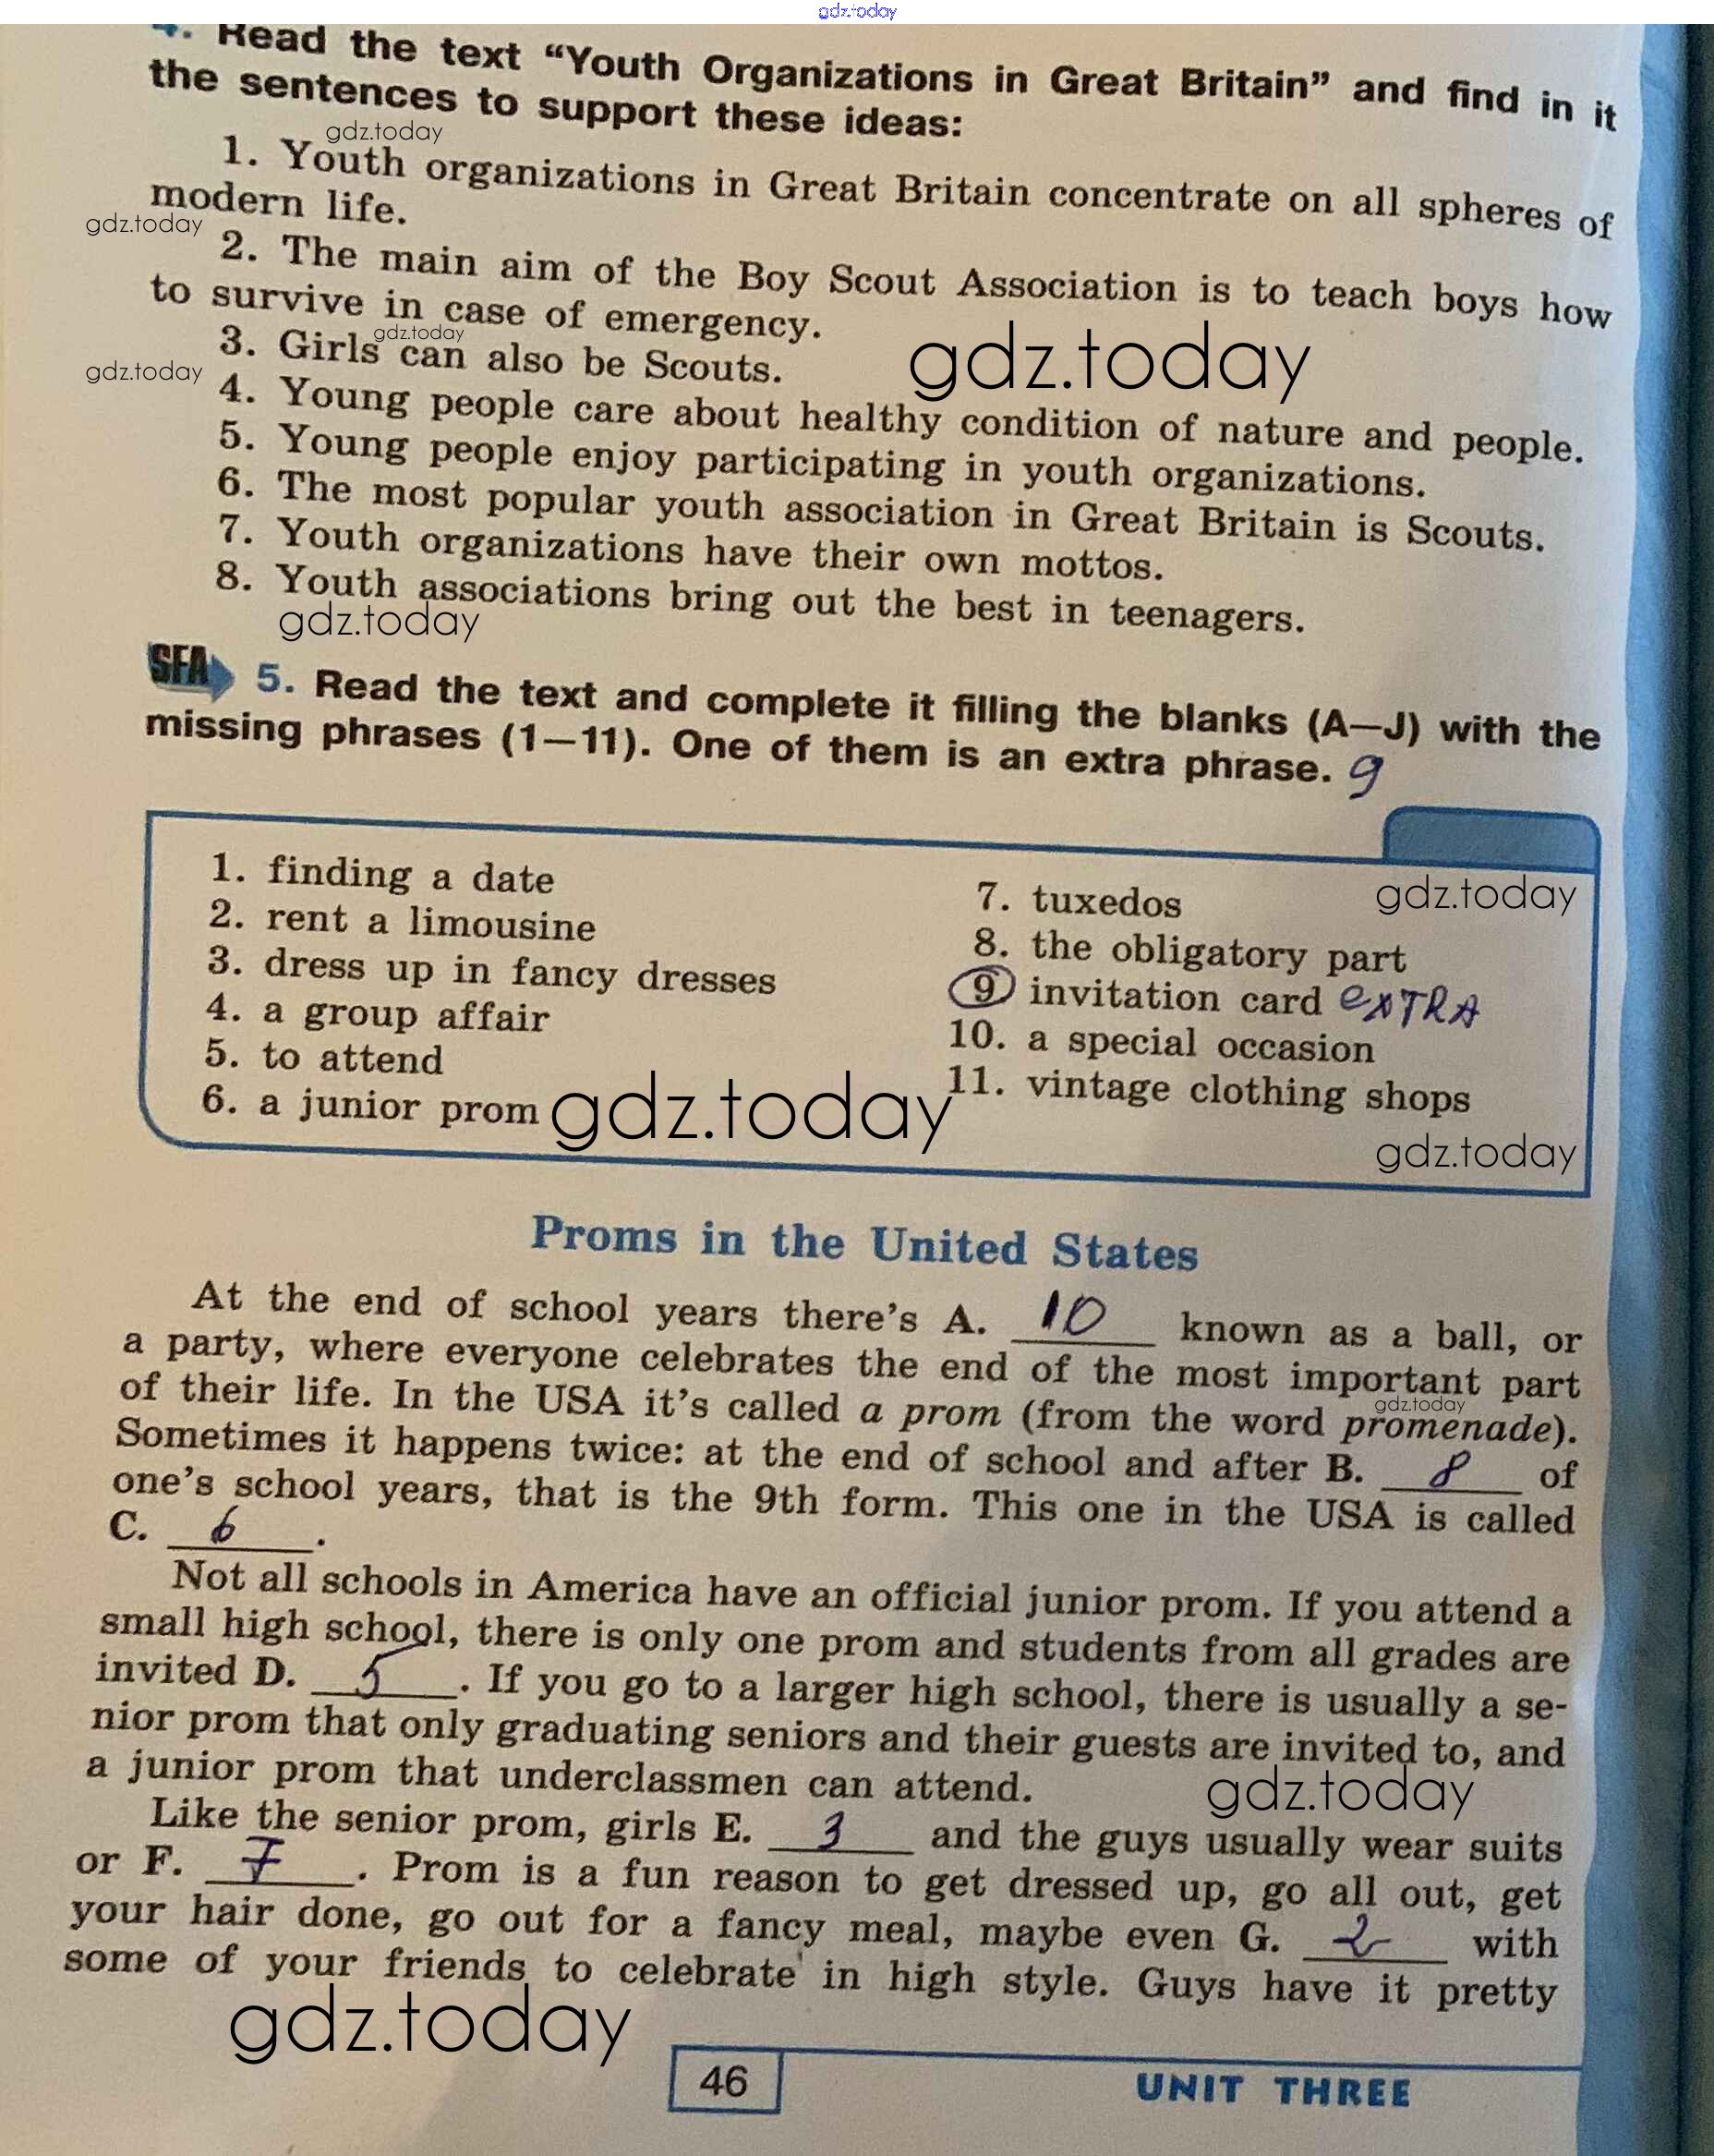 gdz.today
4. Read the text “Youth Organizations in Great Britain” and find in it
the sentences to support these ideas:
gdz.today
1. Youth organizations in Great Britain concentrate on all spheres of
modern life.
gdz.today
2. The main aim of the Boy Scout Association is to teach boys how
to survive in case of emergency.
gdz.today
3. Girls can also be Scouts.
gdz.today
gdz.today
4. Young people care about healthy condition of nature and people.
5. Young people enjoy participating in youth organizations.
6. The most popular youth association in Great Britain is Scouts.
7. Youth organizations have their own mottos.
8. Youth associations bring out the best in teenagers.
gdz.today
SFA 5. Read the text and complete it filling the blanks (A—J) with the
missing phrases (1—11). One of them is an extra phrase. 9
1. finding a date
2. rent a limousine
3. dress up in fancy dresses
4. a group affair
5. to attend
6. a junior prom
7. tuxedos
gdz.today
8. the obligatory part
9 invitation card eXTRA
10. a special occasion
11. vintage clothing shops
gdz.today
gdz.today
Proms in the United States
At the end of school years there’s A. 10 known as a ball, or
a party, where everyone celebrates the end of the most important part
of their life. In the USA it’s called a prom (from the word promenade).
gdz.today
Sometimes it happens twice: at the end of school and after B. 8 of
one’s school years, that is the 9th form. This one in the USA is called
C. 6 .
Not all schools in America have an official junior prom. If you attend a
small high school, there is only one prom and students from all grades are
invited D. 5 . If you go to a larger high school, there is usually a se-
nior prom that only graduating seniors and their guests are invited to, and
a junior prom that underclassmen can attend.
gdz.today
Like the senior prom, girls E. 3 and the guys usually wear suits
or F. 7 . Prom is a fun reason to get dressed up, go all out, get
your hair done, go out for a fancy meal, maybe even G. 2 with
some of your friends to celebrate in high style. Guys have it pretty
gdz.today
46
UNIT THREE